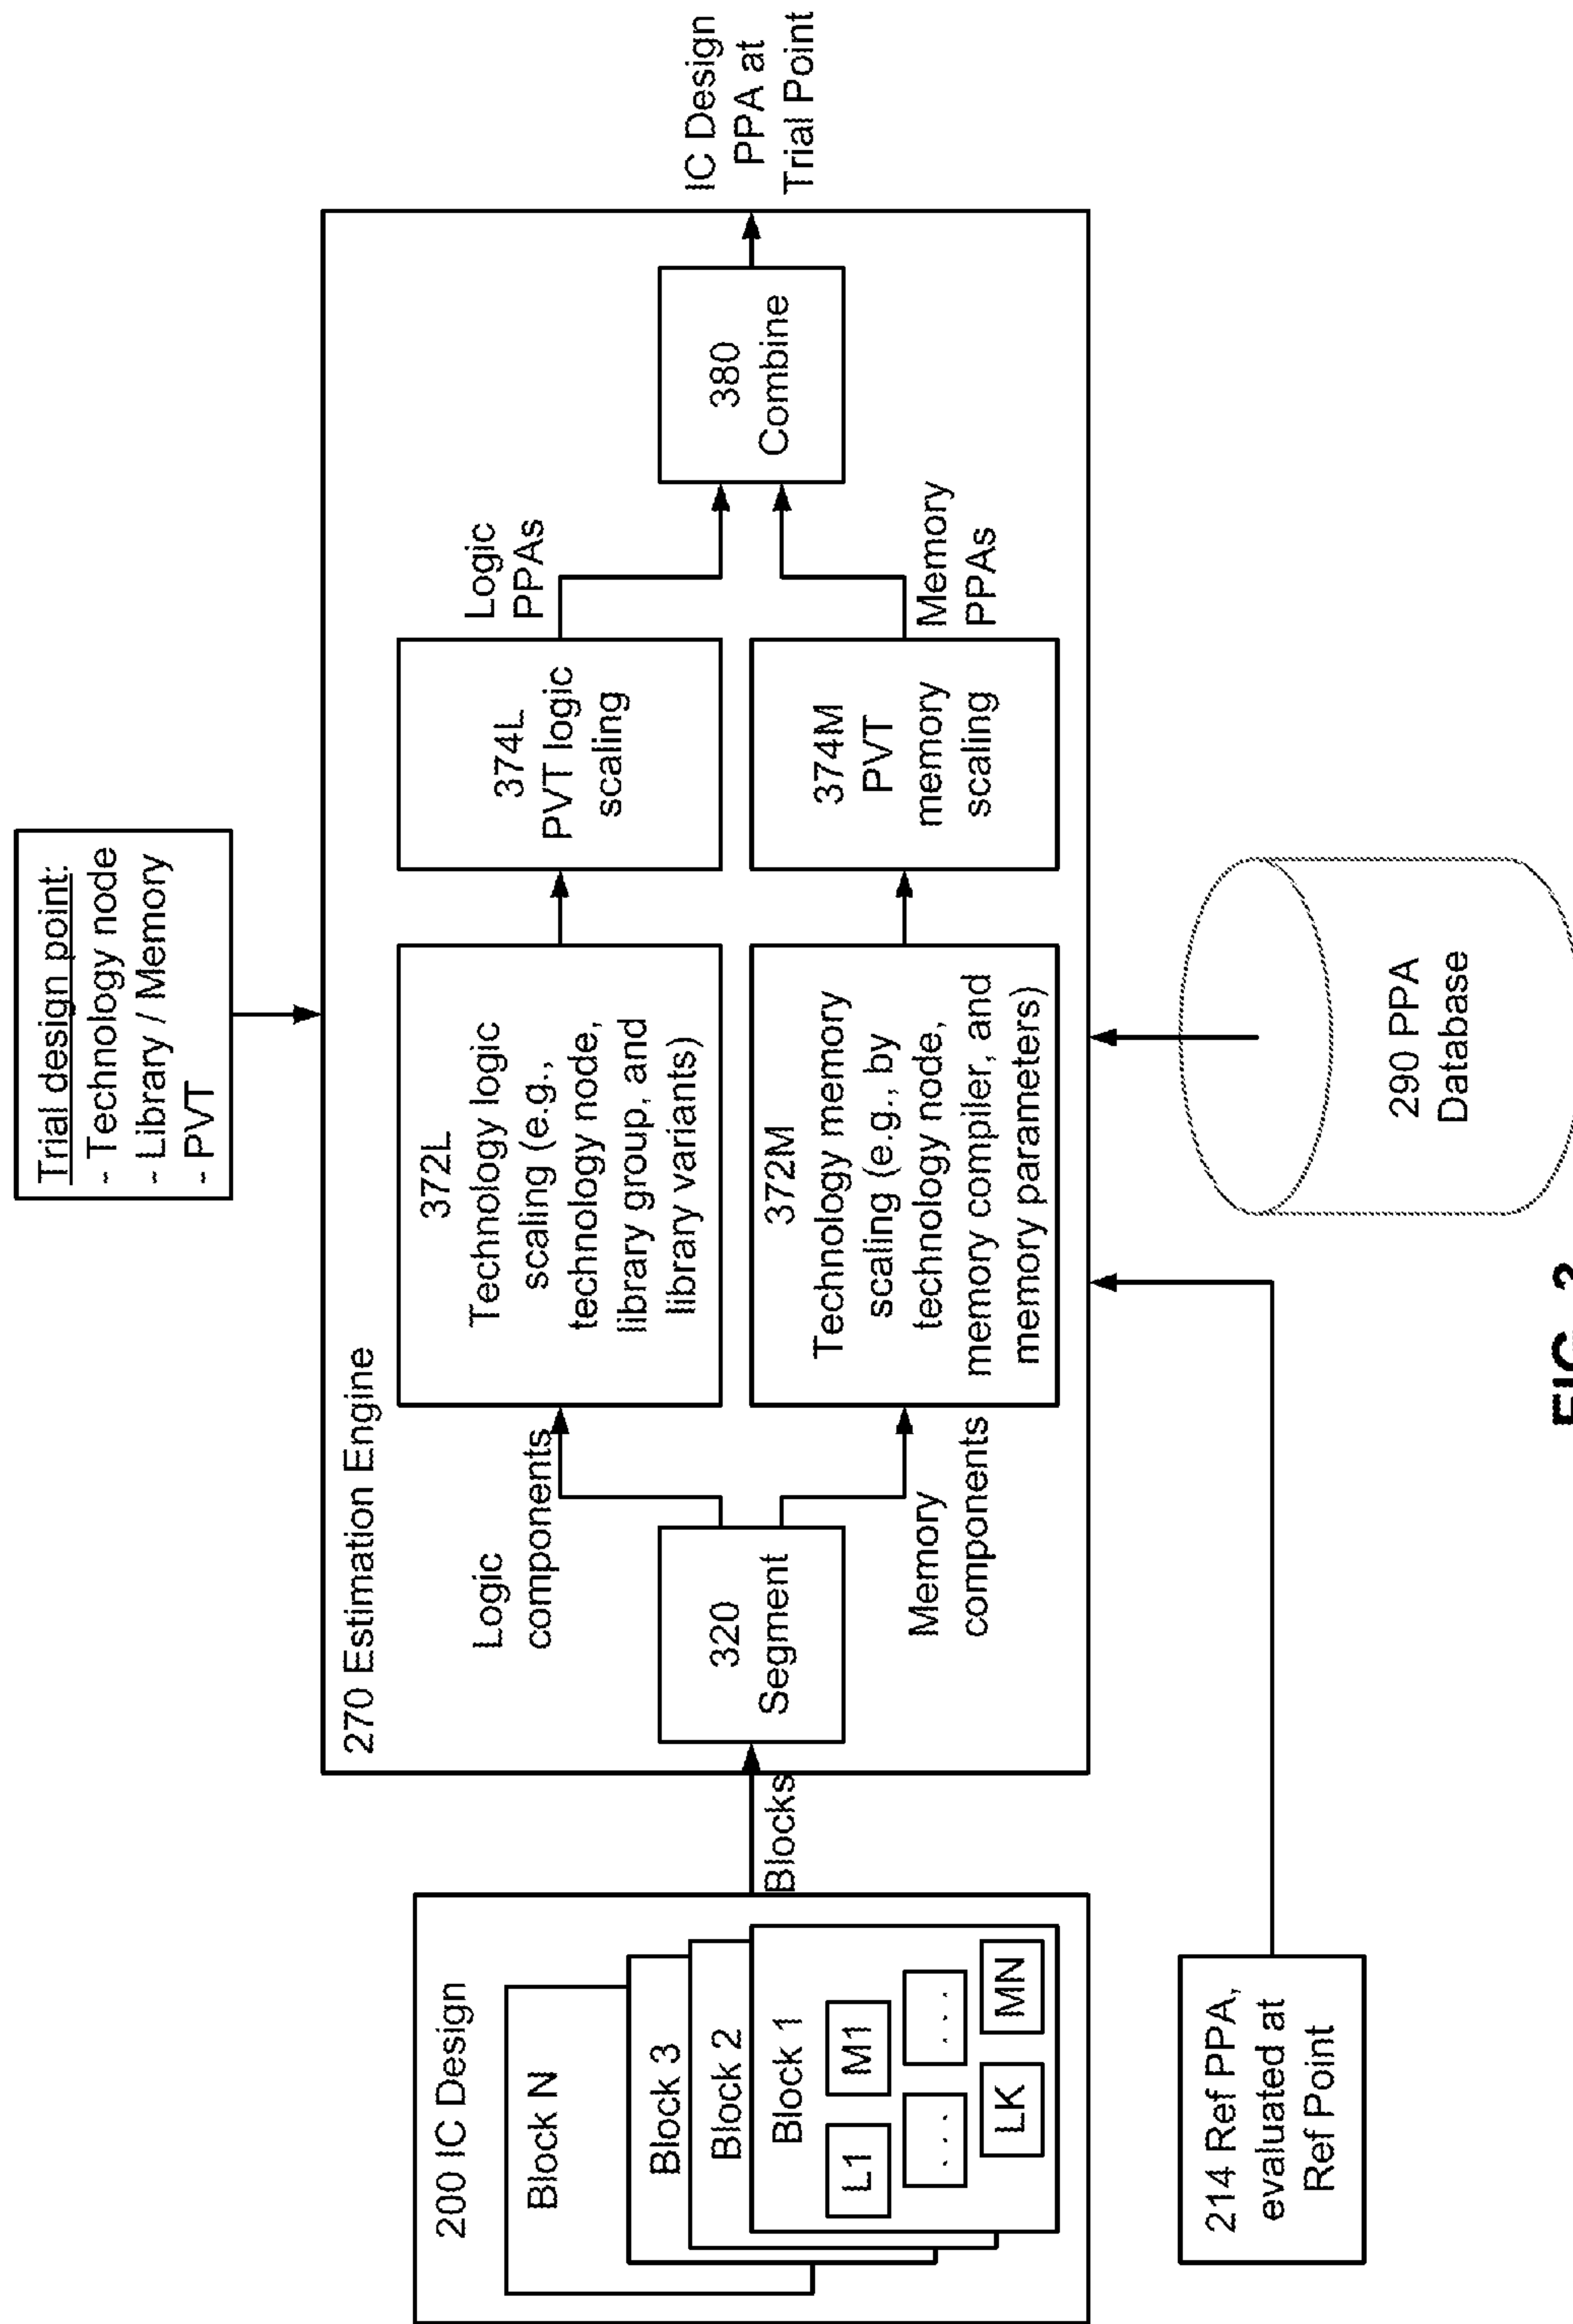 Trial design point:
- Technology node
- Library / Memory
- PVT
200 IC Design
Block N
Block 3
Block 2
Block 1
L1
M1
. . .
. . .
LK
MN
Blocks
270 Estimation Engine
320
Segment
Logic
components
Memory
components
372L
Technology logic
scaling (e.g.,
technology node,
library group, and
library variants)
372M
Technology memory
scaling (e.g., by
technology node,
memory compiler, and
memory parameters)
374L
PVT logic
scaling
374M
PVT
memory
scaling
Logic
PPAs
Memory
PPAs
380
Combine
IC Design
PPA at
Trial Point
214 Ref PPA,
evaluated at
Ref Point
290 PPA
Database
FIG.